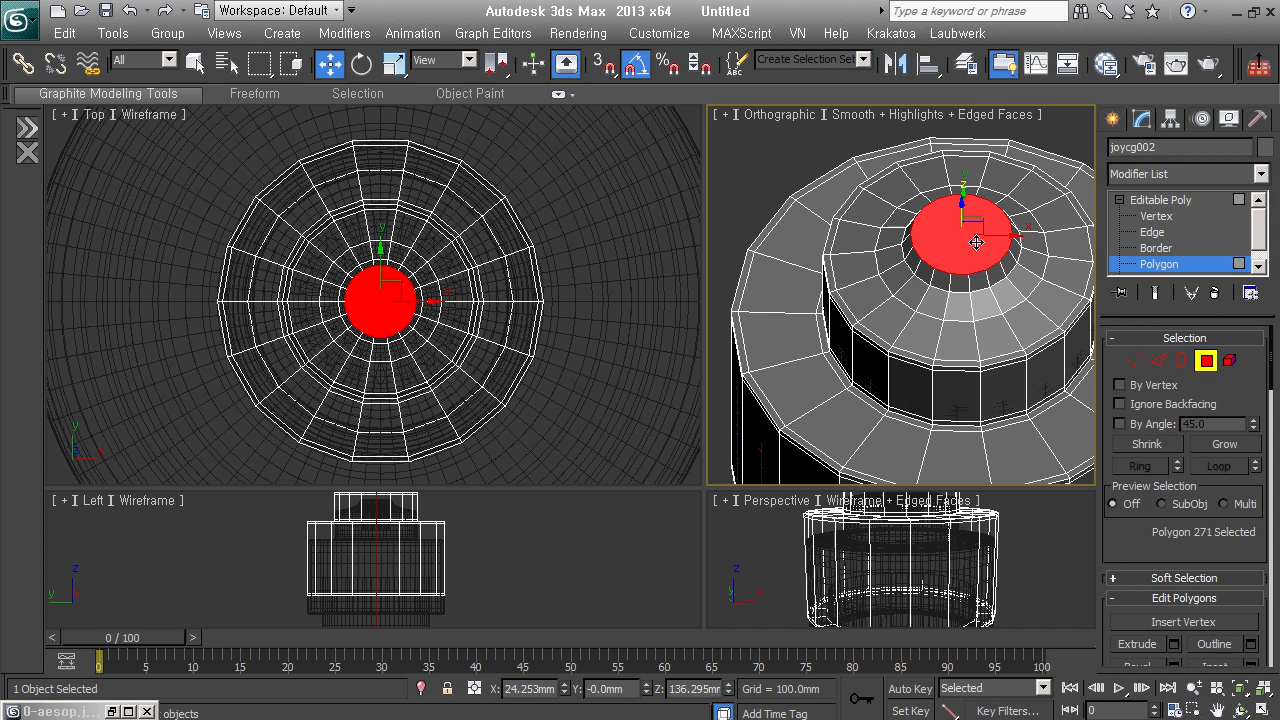 Workspace: Default
Autodesk 3ds Max 2013 x64 Untitled
Type a keyword or phrase
Edit Tools Group Views Create Modifiers Animation Graph Editors Rendering Customize MAXScript VN Help Krakatoa Laubwerk
All
View
3
Create Selection Set
Graphite Modeling Tools Freeform Selection Object Paint
[ + ] Top ] Wireframe ]
[ + ] Orthographic ] Smooth + Highlights + Edged Faces ]
joycg002
Modifier List
Editable Poly
Vertex
Edge
Border
Polygon
Selection
By Vertex
Ignore Backfacing
By Angle: 45.0
Shrink Grow
Ring Loop
Preview Selection
Off SubObj Multi
Polygon 271 Selected
Soft Selection
Edit Polygons
Insert Vertex
Extrude Outline
Bevel Inset
[ + ] Left ] Wireframe ]
[ + ] Perspective ] Wireframe + Edged Faces ]
0 / 100
0 5 10 15 20 25 30 35 40 45 50 55 60 65 70 75 80 85 90 95 100
1 Object Selected
X: 24.253mm Y: -0.0mm Z: 136.295mm Grid = 100.0mm
Auto Key Selected
0-aesop.j...
objects
Add Time Tag
Set Key Key Filters...
0